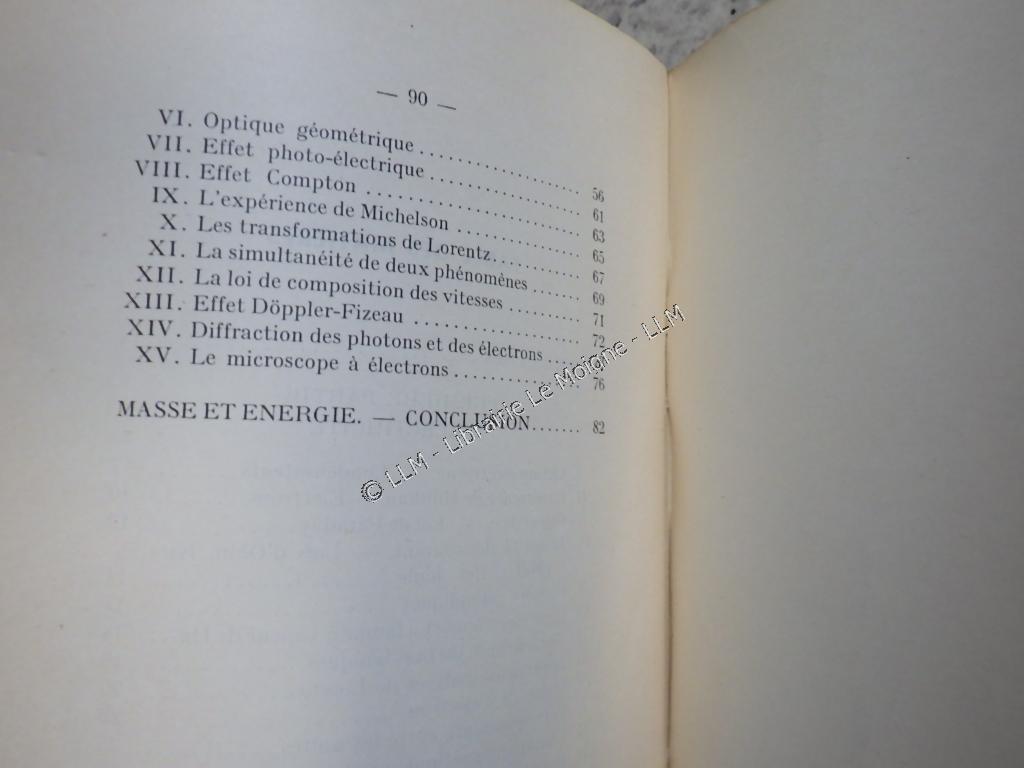 — 90 —
VI. Optique géométrique.................... 56
VII. Effet photo-électrique.................... 61
VIII. Effet Compton.................... 63
IX. L'expérience de Michelson.................... 65
X. Les transformations de Lorentz.................... 67
XI. La simultanéité de deux phénomènes....... 69
XII. La loi de composition des vitesses.......... 71
XIII. Effet Döppler-Fizeau.................... 72
XIV. Diffraction des photons et des électrons.....
XV. Le microscope à électrons.................... 76
MASSE ET ENERGIE. — CONCLUSION....... 82
© LLM - Librairie Le Moigne - LLM